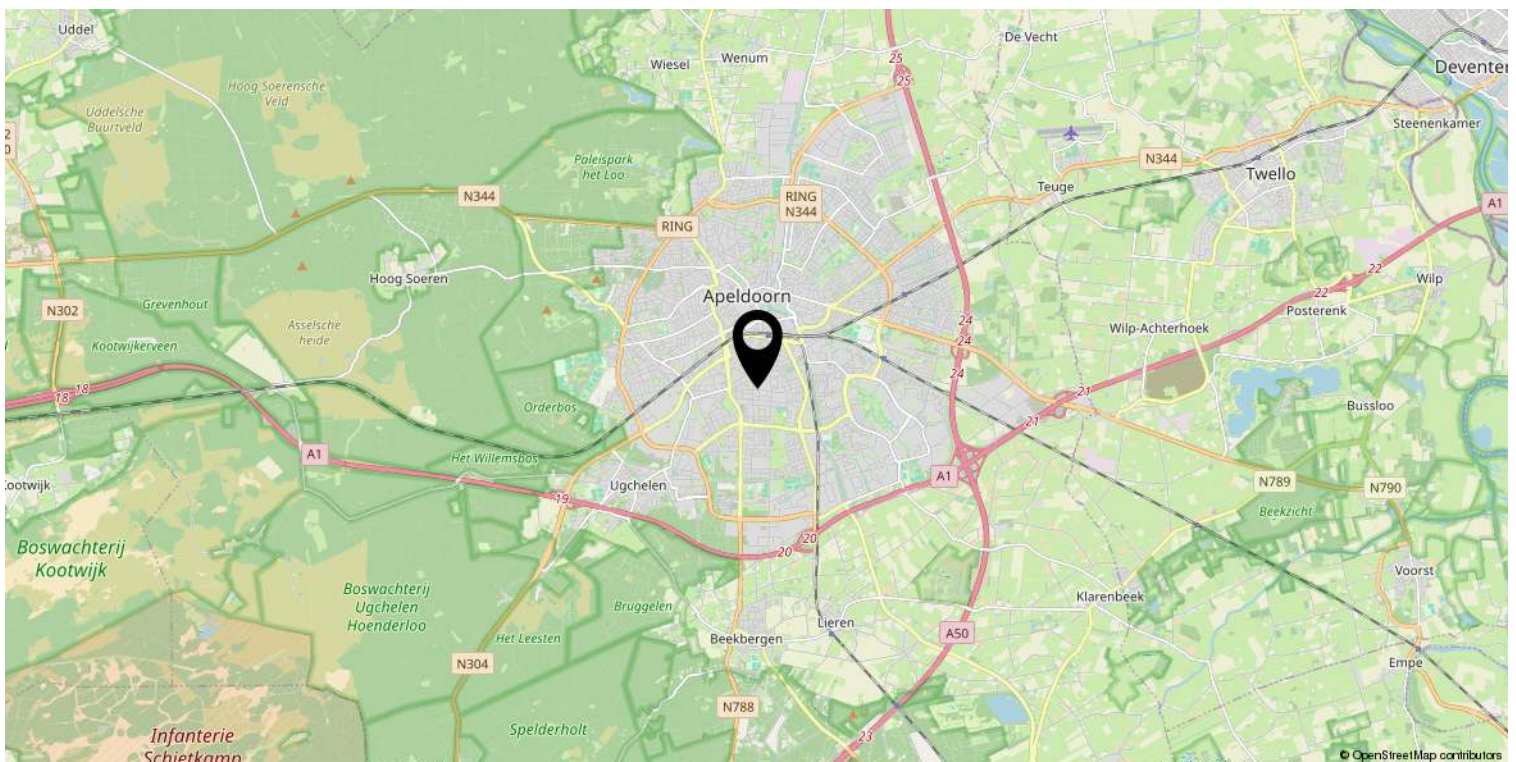 Uddel
De Vecht
Wenum
Wiesel
25
25
Deventer
Hoog Soerensche
Veld
Uddelsche
Buurtveld
Steenenkamer
2
0
Paleispark
het Loo
N344
Twello
Teuge
N344
RING
N344
A1
RING
Hoog Soeren
22
Wilp
22
Posterenk
Apeldoorn
Grevenhout
N302
Asselsche
heide
24
Wilp-Achterhoek
24
Kootwijkerveen
24
18
18
21
21
Orderbos
Bussloo
A1
Het Willemsbos
A1
Kootwijk
Ugchelen
19
N789
N790
Beekzicht
20
20
Boswachterij
Kootwijk
Voorst
Boswachterij
Ugchelen
Hoenderloo
Klarenbeek
Bruggelen
Het Leesten
Beekbergen
Lieren
A50
N304
Empe
N788
Spelderholt
23
Infanterie
Schietkamp
© OpenStreetMap contributors